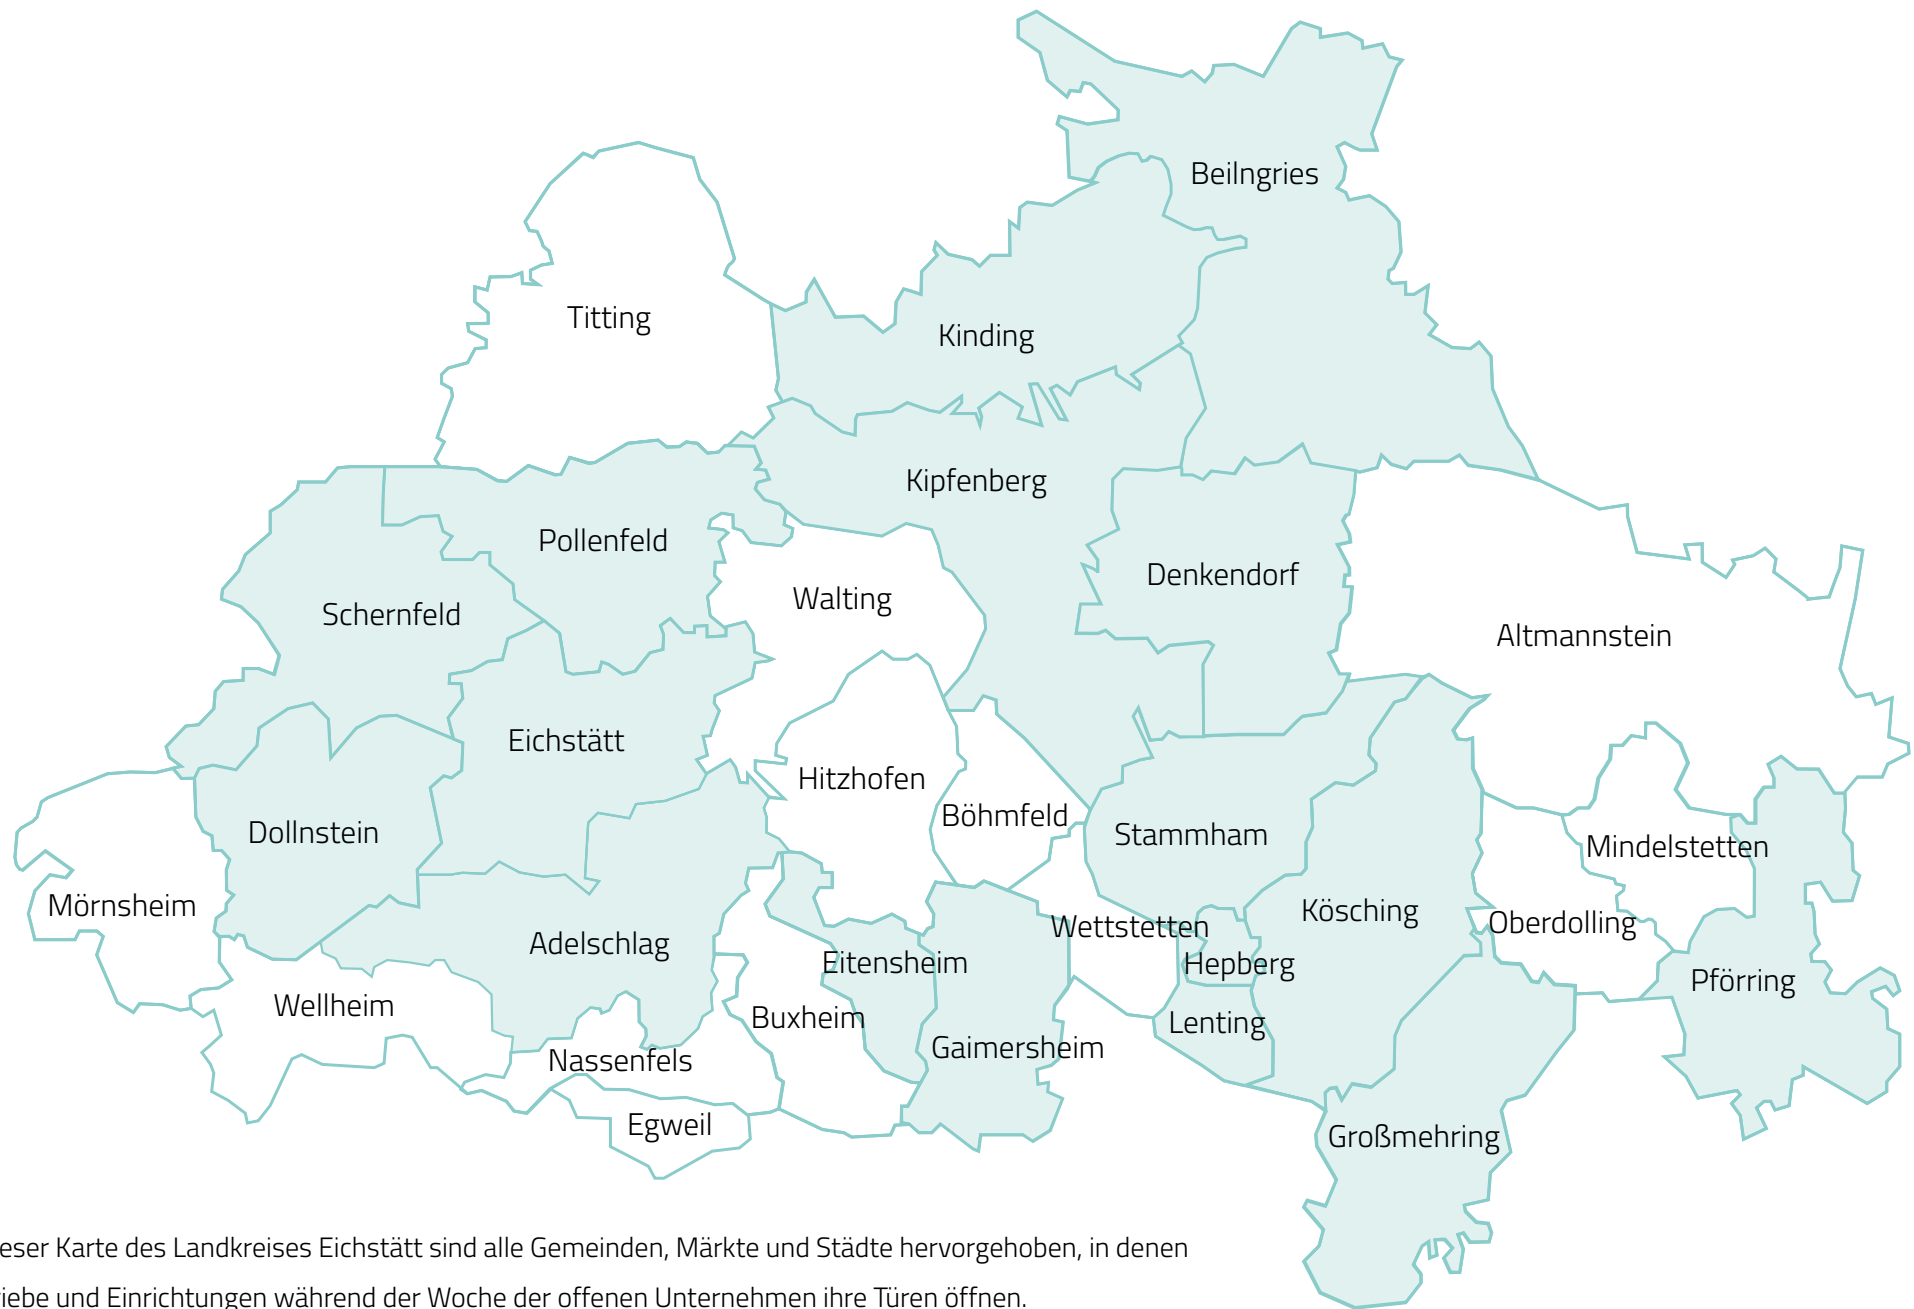 Beilngries
Titting
Kinding
Kipfenberg
Pollenfeld
Denkendorf
Walting
Schernfeld
Altmannstein
Eichstätt
Hitzhofen
Böhmfeld
Dollnstein
Stammham
Mindelstetten
Mörnsheim
Kösching
Oberdolling
Wettstetten
Adelschlag
Eitensheim
Hepberg
Pförring
Wellheim
Buxheim
Lenting
Gaimersheim
Nassenfels
Egweil
Großmehring
eser Karte des Landkreises Eichstätt sind alle Gemeinden, Märkte und Städte hervorgehoben, in denen
iebe und Einrichtungen während der Woche der offenen Unternehmen ihre Türen öffnen.